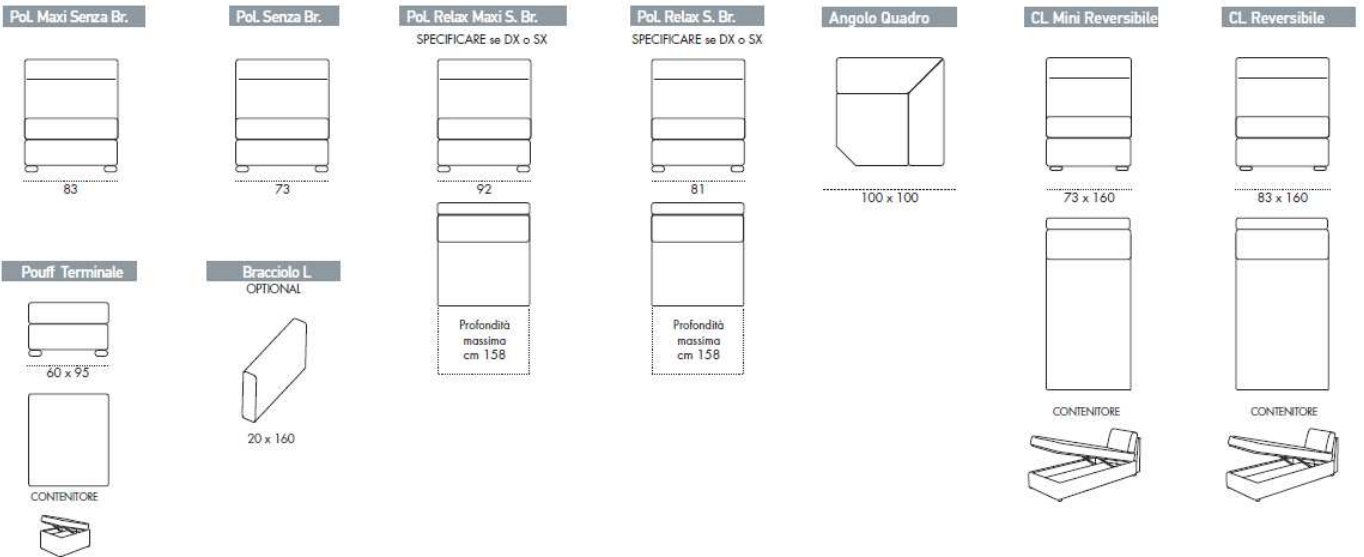 Pol. Maxi Senza Br.
Pol. Senza Br.
Pol. Relax Maxi S. Br.
Pol. Relax S. Br.
Angolo Quadro
CL Mini Reversibile
CL Reversibile
SPECIFICARE se DX o SX
SPECIFICARE se DX o SX
83
73
92
81
100 x 100
73 x 160
83 x 160
Pouff Terminale
Bracciolo L
OPTIONAL
Profondità
massima
cm 158
Profondità
massima
cm 158
60 x 95
20 x 160
CONTENITORE
CONTENITORE
CONTENITORE